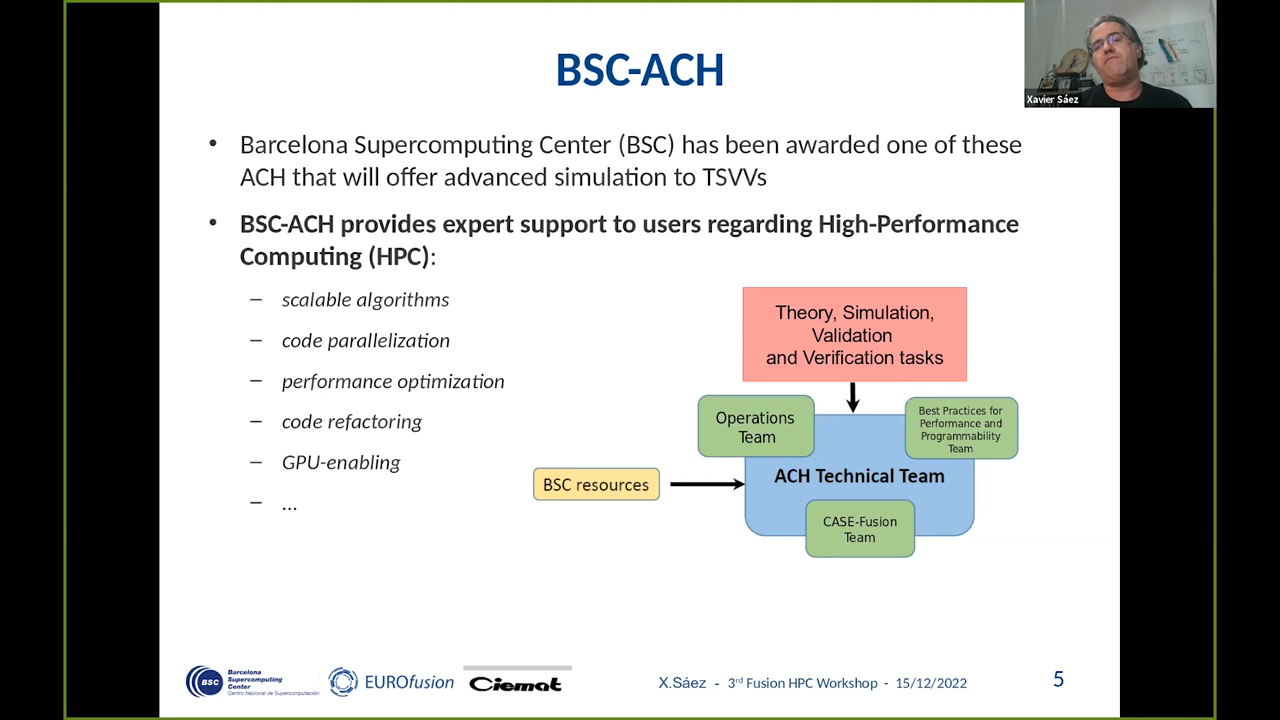 BSC-ACH
Xavier Sáez
• Barcelona Supercomputing Center (BSC) has been awarded one of these
ACH that will offer advanced simulation to TSVVs
• BSC-ACH provides expert support to users regarding High-Performance
Computing (HPC):
– scalable algorithms
– code parallelization
– performance optimization
– code refactoring
– GPU-enabling
– ...
Theory, Simulation,
Validation
and Verification tasks
Operations
Team
Best Practices for
Performance and
Programmability
Team
ACH Technical Team
BSC resources
CASE-Fusion
Team
BSC
Barcelona
Supercomputing
Center
Centro Nacional de Supercomputación
EUROfusion
Ciemat
X.Sáez - 3rd Fusion HPC Workshop - 15/12/2022
5